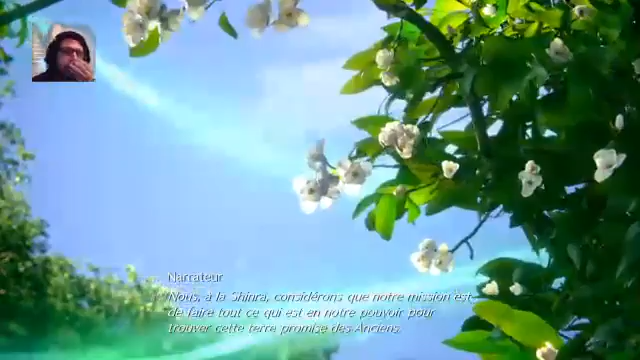 Narrateur
Nous, à la Shinra, considérons que notre mission est
de faire tout ce qui est en notre pouvoir pour
trouver cette terre promise des Anciens.